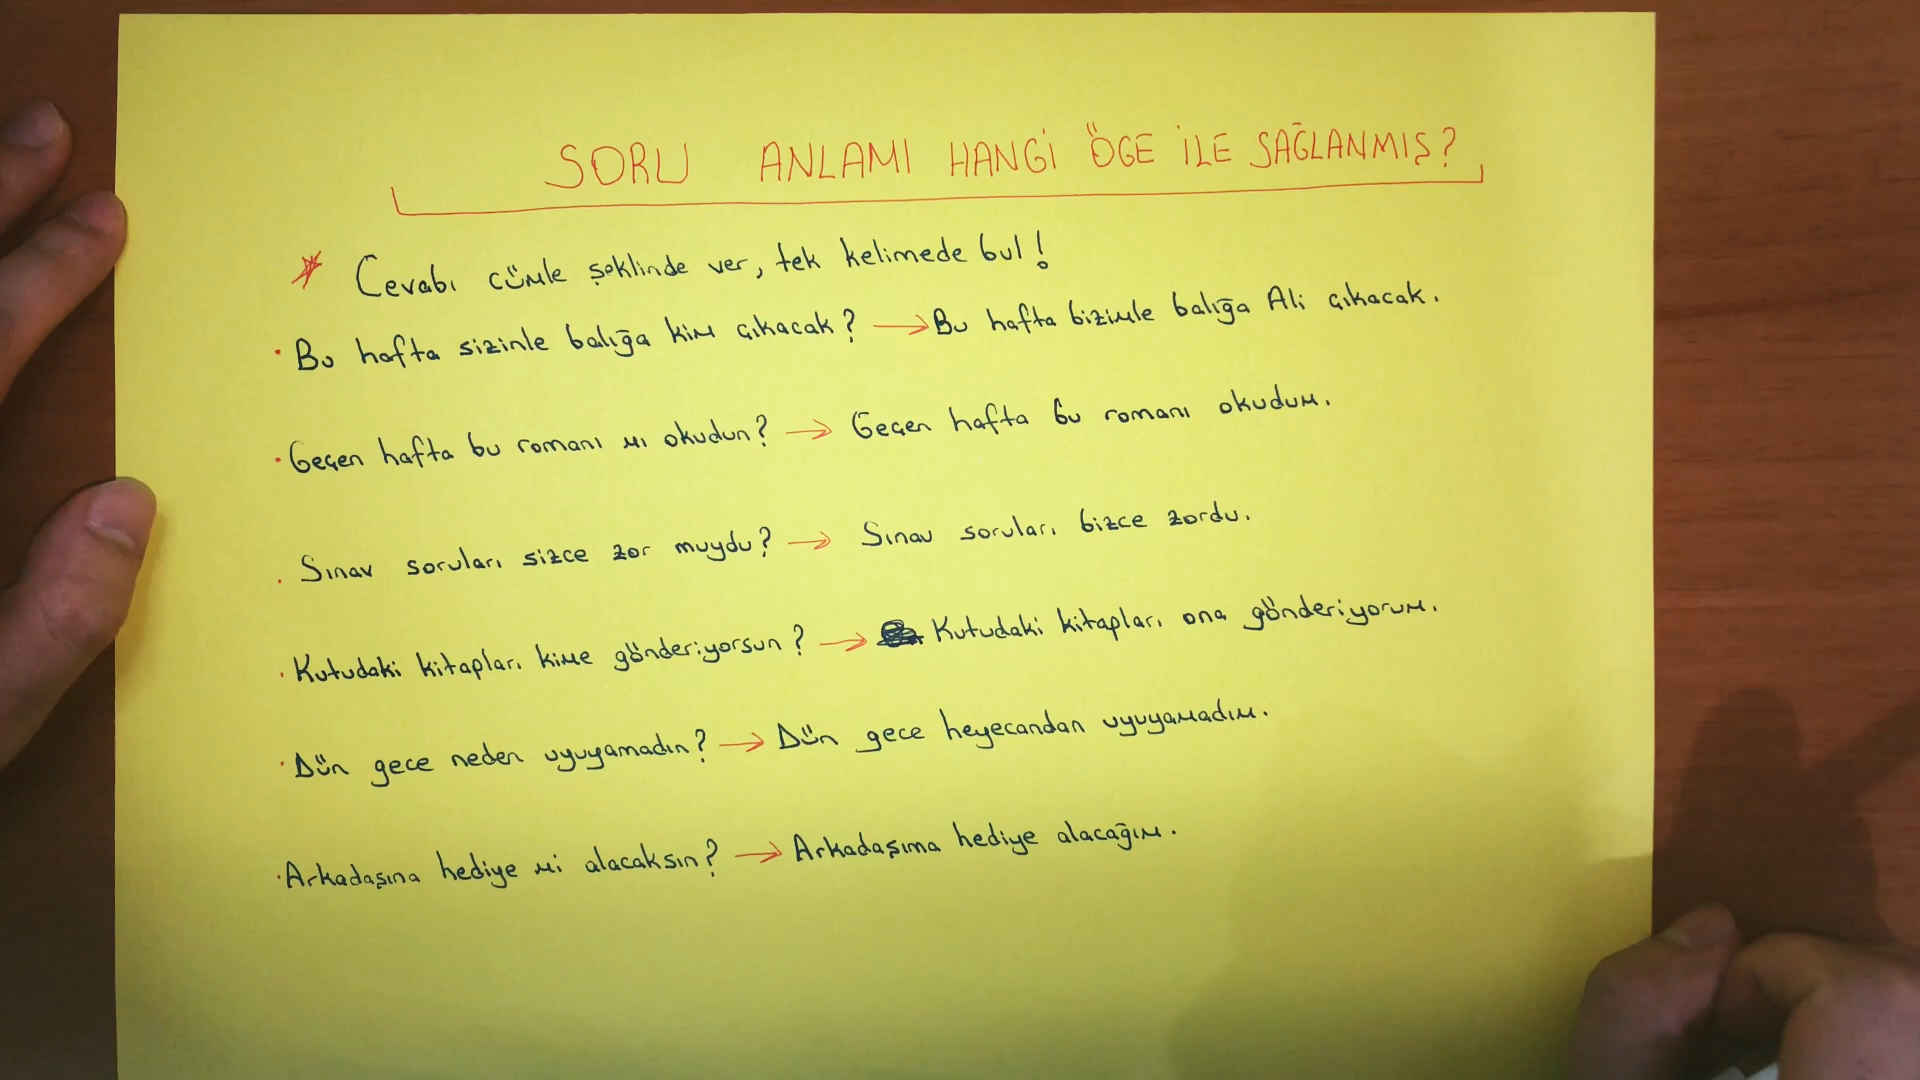 SORU ANLAMI HANGİ ÖGE İLE SAĞLANMIŞ?
* Cevabı cümle şeklinde ver, tek kelimede bul!
• Bu hafta sizinle balığa kim çıkacak? → Bu hafta bizimle balığa Ali çıkacak.
• Geçen hafta bu romanı mı okudun? → Geçen hafta bu romanı okudum.
• Sınav soruları sizce zor muydu? → Sınav soruları bizce zordu.
• Kutudaki kitapları kime gönderiyorsun? → Kutudaki kitapları ona gönderiyorum.
• Dün gece neden uyuyamadın? → Dün gece heyecandan uyuyamadım.
• Arkadaşına hediye mi alacaksın? → Arkadaşıma hediye alacağım.